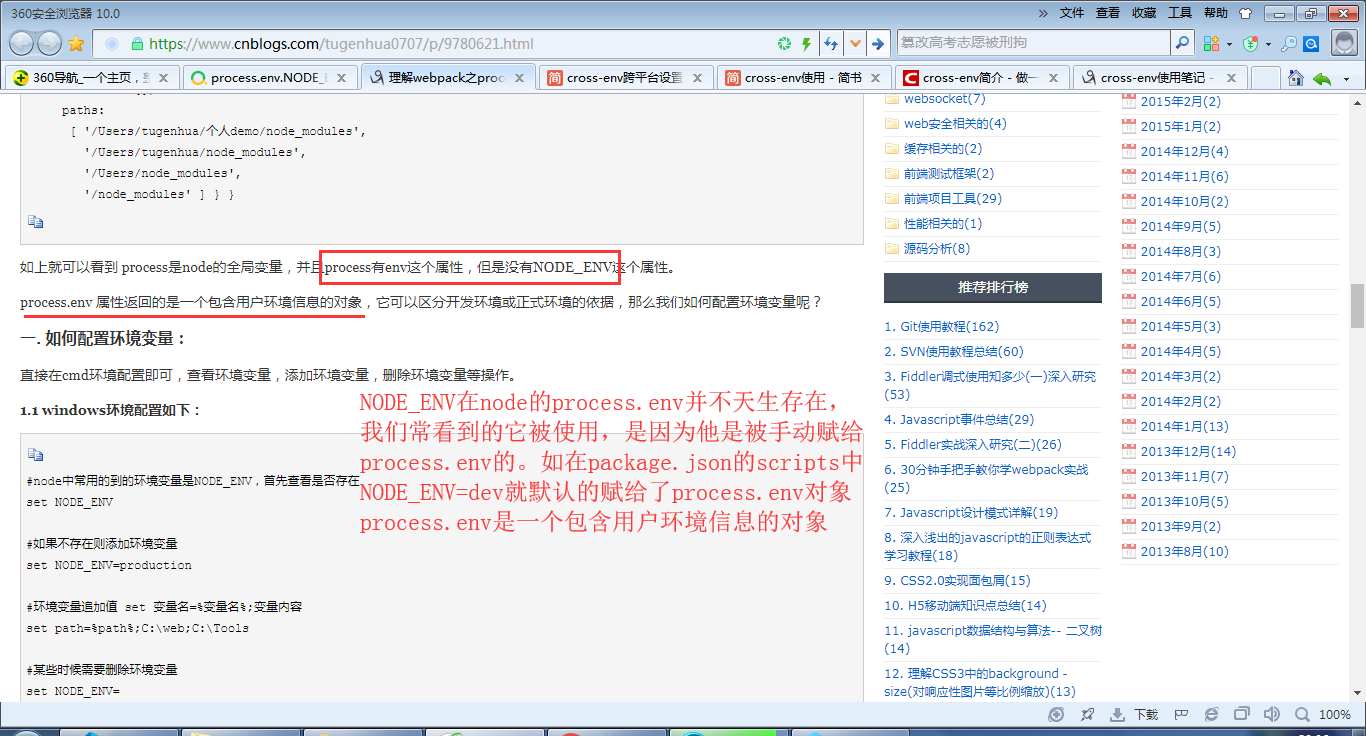 360安全浏览器 10.0
» 文件 查看 收藏 工具 帮助
https://www.cnblogs.com/tugenhua0707/p/9780621.html
篡改高考志愿被刑拘
360导航_一个主页，
process.env.NODE_E
理解webpack之proc
简 cross-env跨平台设置
简 cross-env使用 - 简书
C cross-env简介 - 做一
cross-env使用笔记 -
paths:
[ '/Users/tugenhua/个人demo/node_modules',
'/Users/tugenhua/node_modules',
'/Users/node_modules',
'/node_modules' ] } }
如上就可以看到 process是node的全局变量，并且process有env这个属性，但是没有NODE_ENV这个属性。
process.env 属性返回的是一个包含用户环境信息的对象，它可以区分开发环境或正式环境的依据，那么我们如何配置环境变量呢？
一. 如何配置环境变量：
直接在cmd环境配置即可，查看环境变量，添加环境变量，删除环境变量等操作。
1.1 windows环境配置如下：
NODE_ENV在node的process.env并不天生存在，
我们常看到的它被使用，是因为他是被手动赋给
process.env的。如在package.json的scripts中
NODE_ENV=dev就默认的赋给了process.env对象
process.env是一个包含用户环境信息的对象
#node中常用的到的环境变量是NODE_ENV，首先查看是否存在
set NODE_ENV
#如果不存在则添加环境变量
set NODE_ENV=production
#环境变量追加值 set 变量名=%变量名%;变量内容
set path=%path%;C:\web;C:\Tools
#某些时候需要删除环境变量
set NODE_ENV=
websocket(7)
web安全相关的(4)
缓存相关的(2)
前端测试框架(2)
前端项目工具(29)
性能相关的(1)
源码分析(8)
推荐排行榜
1. Git使用教程(162)
2. SVN使用教程总结(60)
3. Fiddler调式使用知多少(一)深入研究
(53)
4. Javascript事件总结(29)
5. Fiddler实战深入研究(二)(26)
6. 30分钟手把手教你学webpack实战
(25)
7. Javascript设计模式详解(19)
8. 深入浅出的javascript的正则表达式
学习教程(18)
9. CSS2.0实现面包屑(15)
10. H5移动端知识点总结(14)
11. javascript数据结构与算法-- 二叉树
(14)
12. 理解CSS3中的background -
size(对响应性图片等比例缩放)(13)
2015年2月(2)
2015年1月(2)
2014年12月(4)
2014年11月(6)
2014年10月(2)
2014年9月(5)
2014年8月(3)
2014年7月(6)
2014年6月(5)
2014年5月(3)
2014年4月(5)
2014年3月(2)
2014年2月(2)
2014年1月(13)
2013年12月(14)
2013年11月(7)
2013年10月(5)
2013年9月(2)
2013年8月(10)
下载
100%